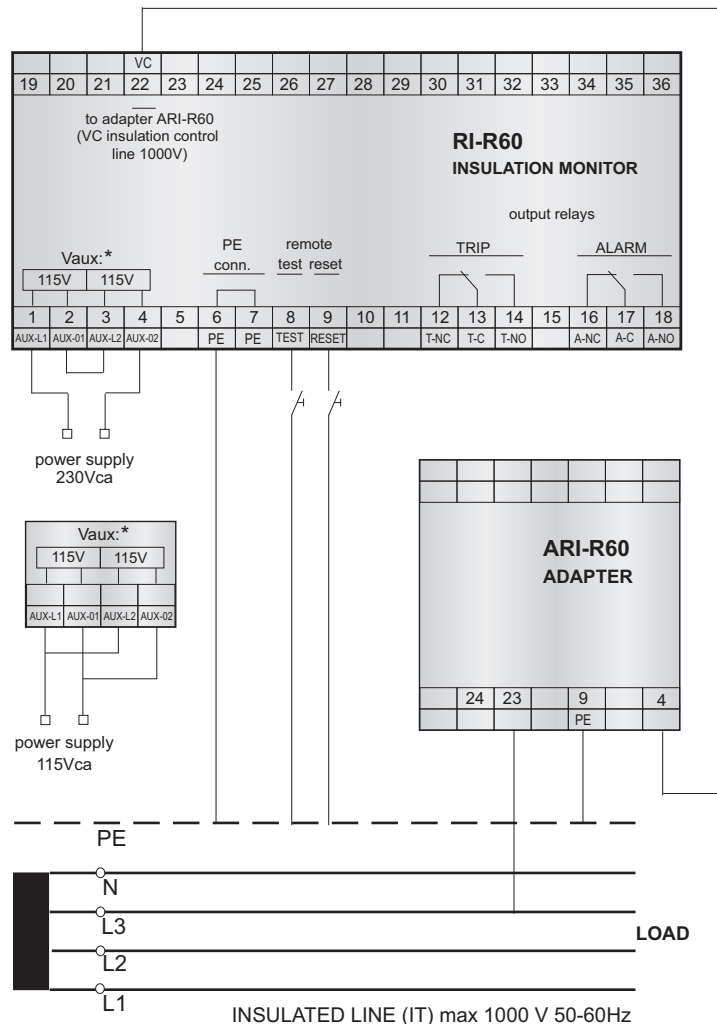 VC
19 20 21 22 23 24 25 26 27 28 29 30 31 32 33 34 35 36
to adapter ARI-R60
(VC insulation control
line 1000V)
RI-R60
INSULATION MONITOR
output relays
Vaux:*
115V 115V
PE
conn.
remote
test reset
TRIP
ALARM
1 2 3 4 5 6 7 8 9 10 11 12 13 14 15 16 17 18
AUX-L1 AUX-01 AUX-L2 AUX-02 PE PE TEST RESET T-NC T-C T-NO A-NC A-C A-NO
power supply
230Vca
Vaux:*
115V 115V
AUX-L1 AUX-01 AUX-L2 AUX-02
power supply
115Vca
ARI-R60
ADAPTER
24 23 9 4
PE
PE
N
L3
LOAD
L2
L1
INSULATED LINE (IT) max 1000 V 50-60Hz